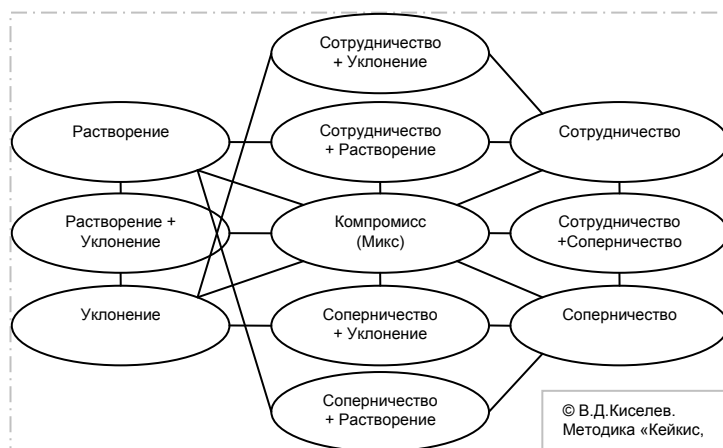 Сотрудничество
+ Уклонение
Растворение
Сотрудничество
+ Растворение
Сотрудничество
Растворение +
Уклонение
Компромисс
(Микс)
Сотрудничество
+Соперничество
Уклонение
Соперничество
+ Уклонение
Соперничество
Соперничество
+ Растворение
© В.Д.Киселев.
Методика «Кейкис,